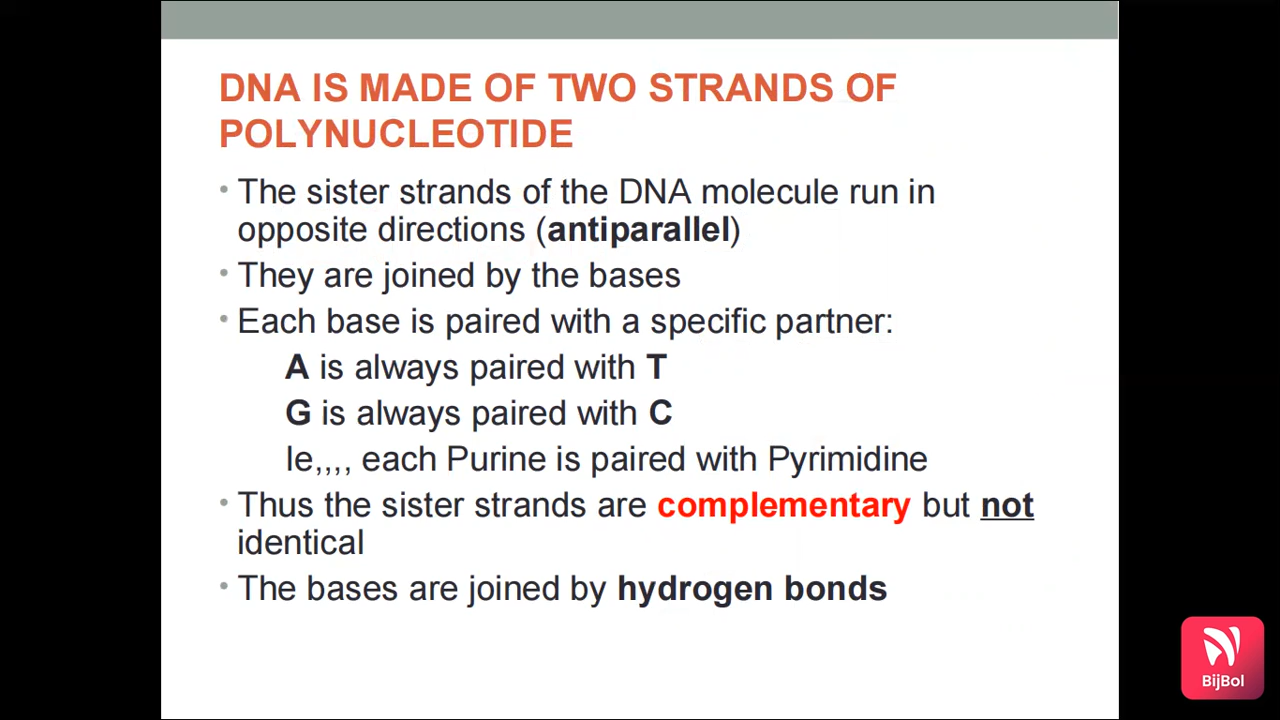 DNA IS MADE OF TWO STRANDS OF
POLYNUCLEOTIDE
• The sister strands of the DNA molecule run in
opposite directions (antiparallel)
• They are joined by the bases
• Each base is paired with a specific partner:
A is always paired with T
G is always paired with C
Ie,,,, each Purine is paired with Pyrimidine
• Thus the sister strands are complementary but not
identical
• The bases are joined by hydrogen bonds
BijBol